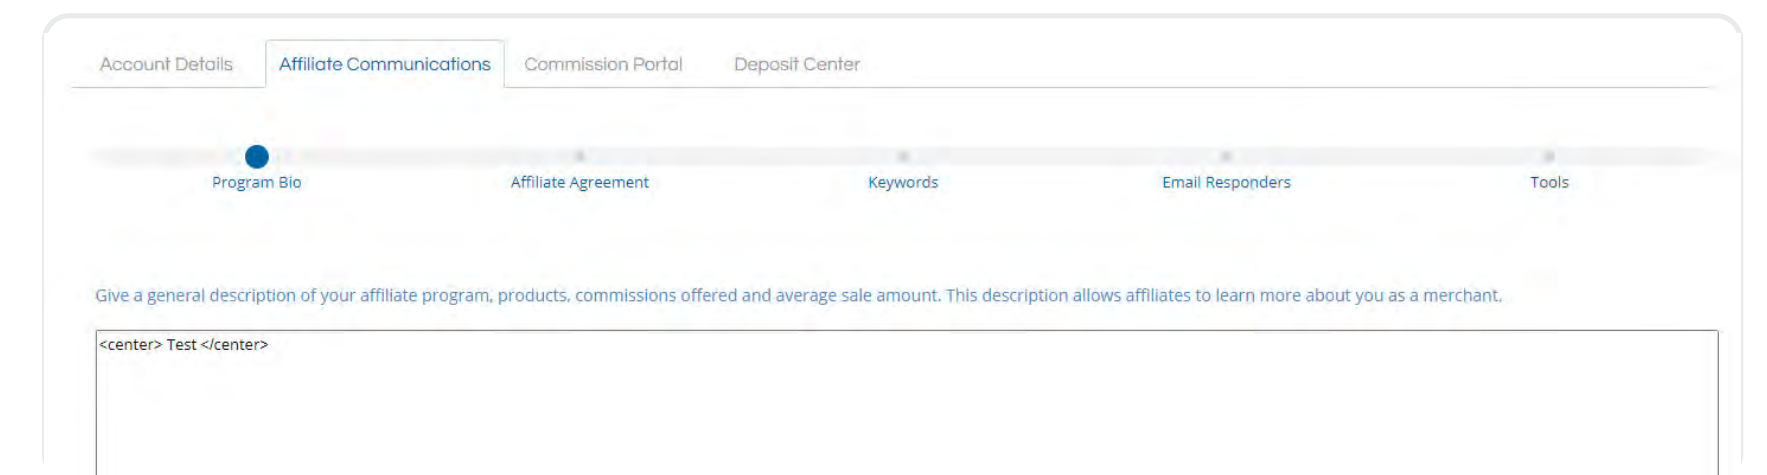 Account Details Affiliate Communications Commission Portal Deposit Center
Program Bio Affiliate Agreement Keywords Email Responders Tools
Give a general description of your affiliate program, products, commissions offered and average sale amount. This description allows affiliates to learn more about you as a merchant.
<center> Test </center>